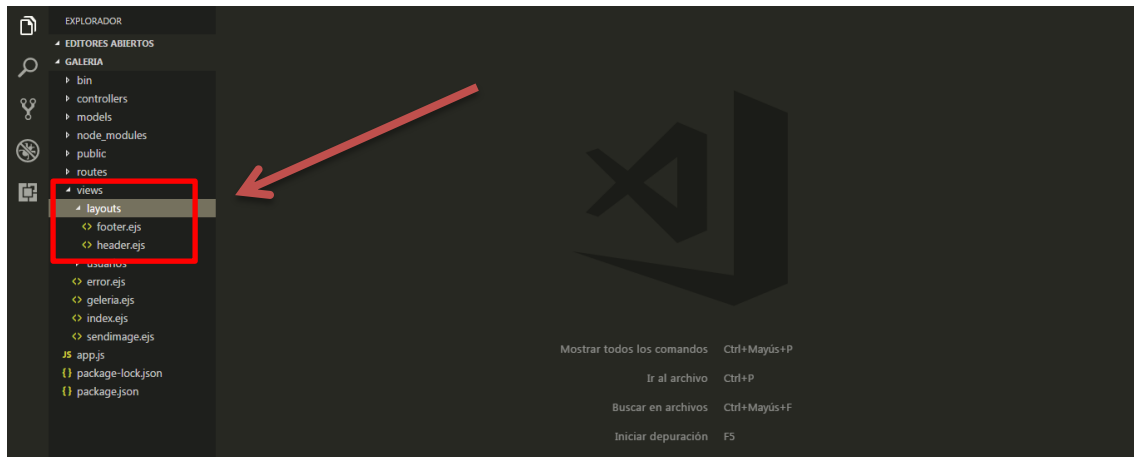 EXPLORADOR
EDITORES ABIERTOS
GALERIA
bin
controllers
models
node_modules
public
routes
views
layouts
footer.ejs
header.ejs
usuarios
error.ejs
geleria.ejs
index.ejs
sendimage.ejs
JS app.js
{} package-lock.json
{} package.json
Mostrar todos los comandos Ctrl+Mayús+P
Ir al archivo Ctrl+P
Buscar en archivos Ctrl+Mayús+F
Iniciar depuración F5